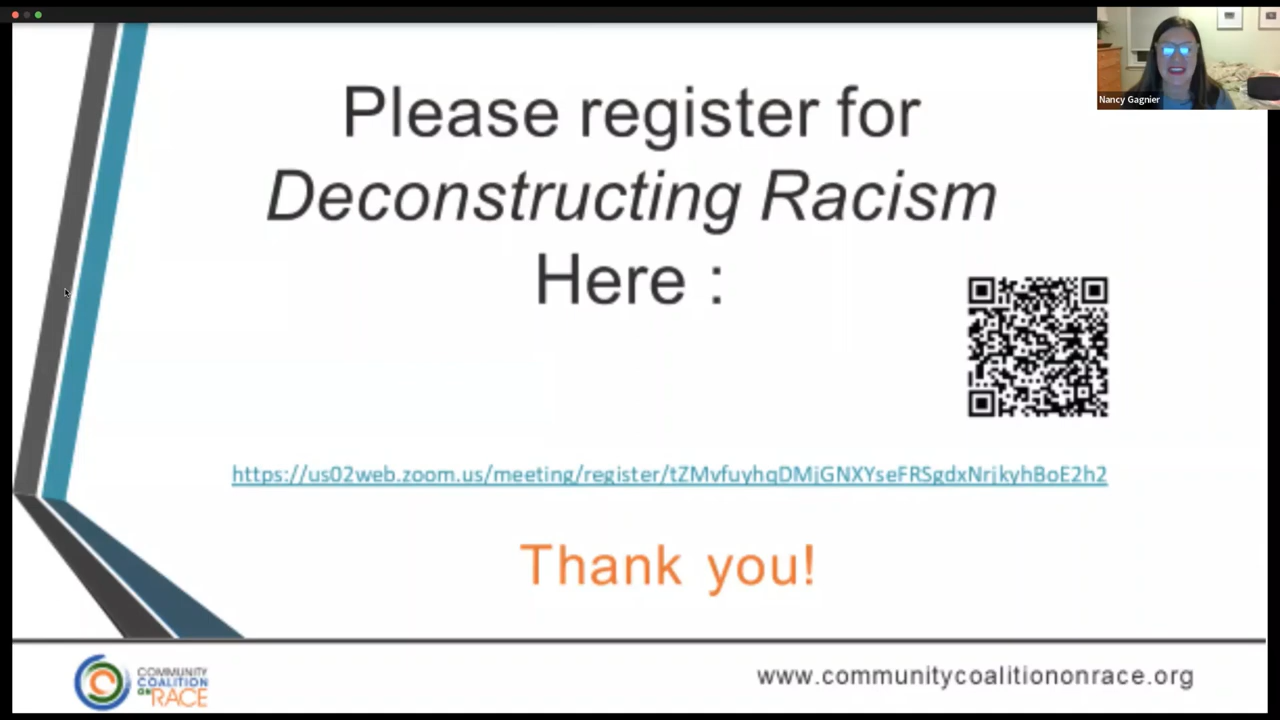 Please register for
Deconstructing Racism
Here :
Nancy Gagnier
https://us02web.zoom.us/meeting/register/tZMvfuyhqDMjGNXYseFRSgdxNrjkyhBoE2h2
Thank you!
COMMUNITY
COALITION
ON RACE
www.communitycoalitiononrace.org